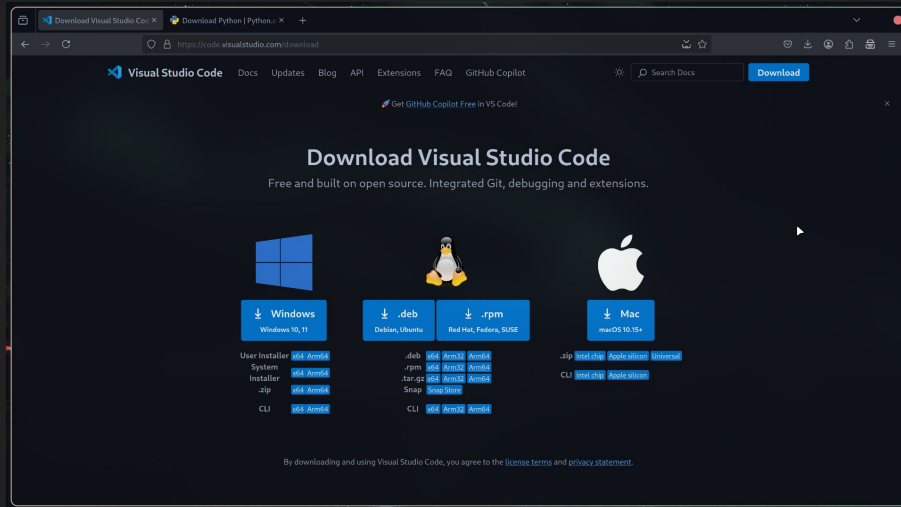 Download Visual Studio Cod
Download Python | Python.o
https://code.visualstudio.com/download
Visual Studio Code Docs Updates Blog API Extensions FAQ GitHub Copilot Search Docs Download
🚀 Get GitHub Copilot Free in VS Code!
Download Visual Studio Code
Free and built on open source. Integrated Git, debugging and extensions.
Windows
Windows 10, 11
User Installer x64 Arm64
System Installer x64 Arm64
.zip x64 Arm64
CLI x64 Arm64
.deb
Debian, Ubuntu
.rpm
Red Hat, Fedora, SUSE
.deb x64 Arm32 Arm64
.rpm x64 Arm32 Arm64
.tar.gz x64 Arm32 Arm64
Snap Snap Store
CLI x64 Arm32 Arm64
Mac
macOS 10.15+
.zip Intel chip Apple silicon Universal
CLI Intel chip Apple silicon
By downloading and using Visual Studio Code, you agree to the license terms and privacy statement.